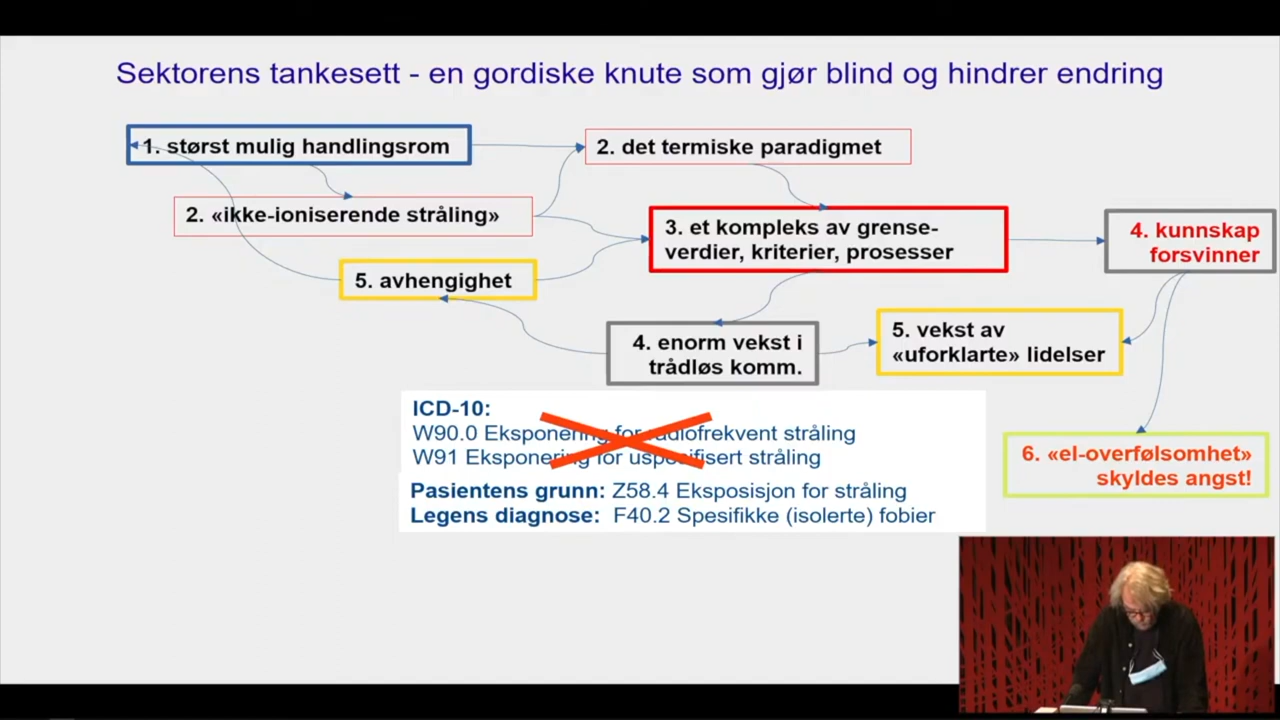 Sektorens tankesett - en gordiske knute som gjør blind og hindrer endring
1. størst mulig handlingsrom
2. det termiske paradigmet
2. «ikke-ioniserende stråling»
3. et kompleks av grense-
verdier, kriterier, prosesser
4. kunnskap
forsvinner
5. avhengighet
4. enorm vekst i
trådløs komm.
5. vekst av
«uforklarte» lidelser
ICD-10:
W90.0 Eksponering for radiofrekvent stråling
W91 Eksponering for uspesifisert stråling
Pasientens grunn: Z58.4 Eksposisjon for stråling
Legens diagnose: F40.2 Spesifikke (isolerte) fobier
6. «el-overfølsomhet»
skyldes angst!